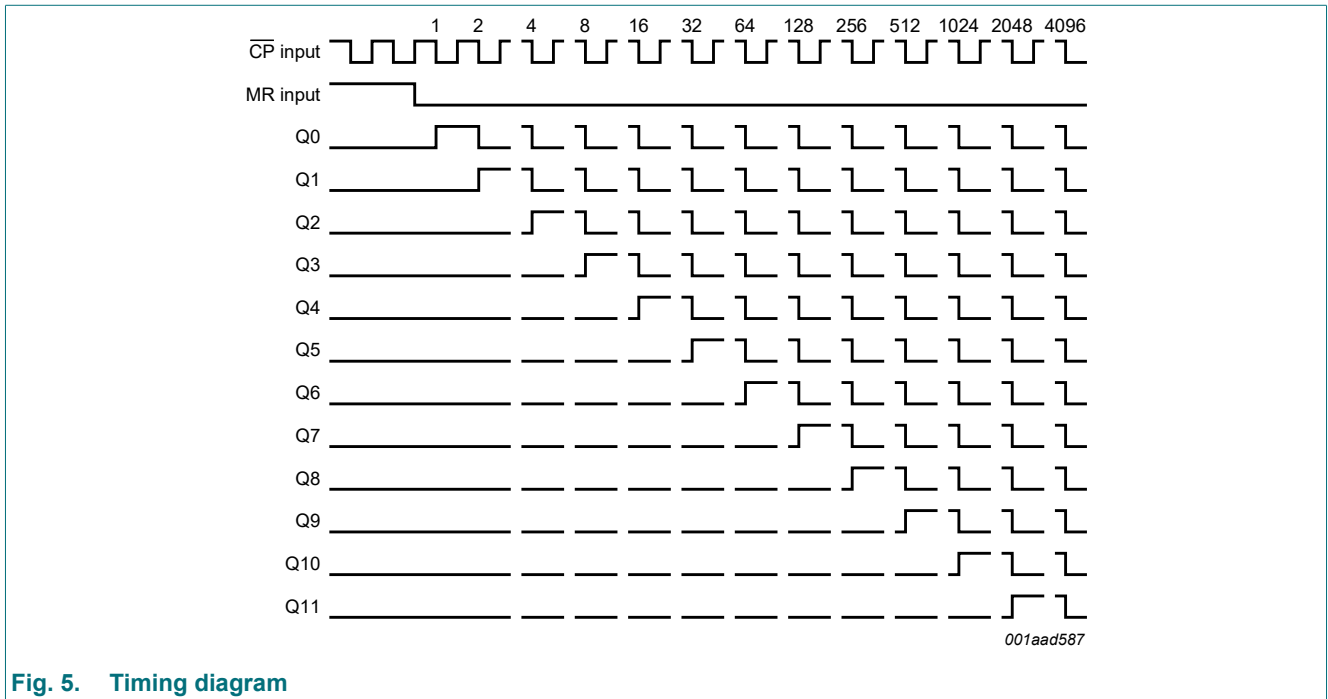 1 2 4 8 16 32 64 128 256 512 1024 2048 4096
CP input
MR input
Q0
Q1
Q2
Q3
Q4
Q5
Q6
Q7
Q8
Q9
Q10
Q11
001aad587
Fig. 5. Timing diagram